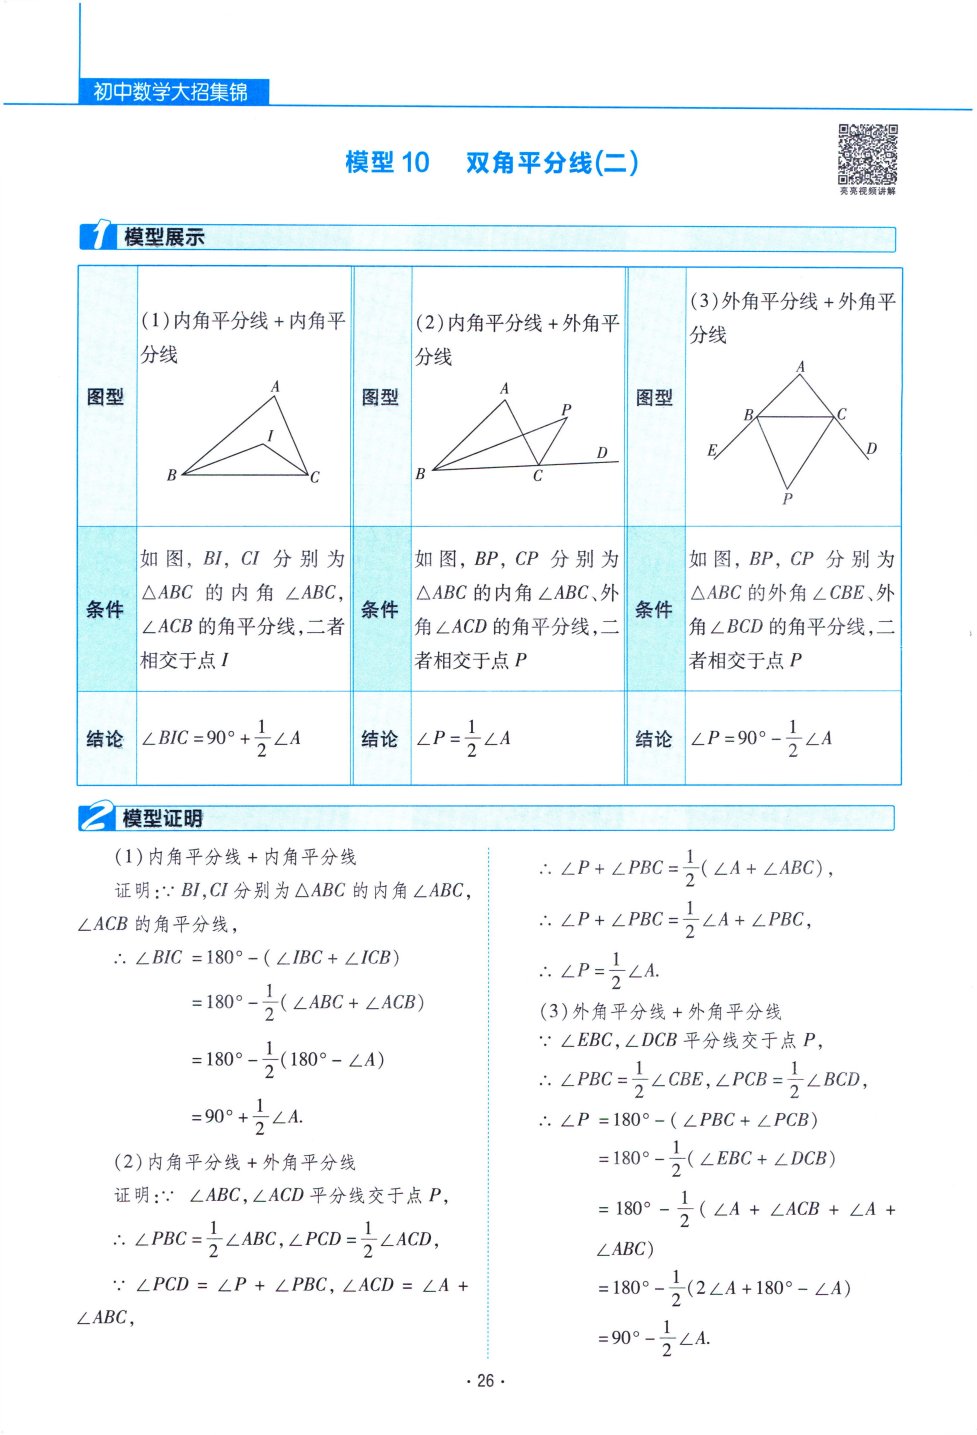 初中数学大招集锦
模型 10 双角平分线(二)
亮亮视频讲解
1 模型展示
图型
(1)内角平分线 + 内角平
分线
A
I
B
C
图型
(2)内角平分线 + 外角平
分线
A
P
D
B
C
图型
(3)外角平分线 + 外角平
分线
A
B
C
E
D
P
条件
如图, BI, CI 分别为
△ABC 的内角 ∠ABC,
∠ACB 的角平分线,二者
相交于点 I
条件
如图, BP, CP 分别为
△ABC 的内角∠ABC、外
角∠ACD 的角平分线,二
者相交于点 P
条件
如图, BP, CP 分别为
△ABC 的外角∠CBE、外
角∠BCD 的角平分线,二
者相交于点 P
结论
∠BIC = 90° + 1/2 ∠A
结论
∠P = 1/2 ∠A
结论
∠P = 90° − 1/2 ∠A
2 模型证明
(1)内角平分线 + 内角平分线
证明:∵ BI,CI 分别为△ABC 的内角∠ABC,
∠ACB 的角平分线,
∴ ∠BIC = 180° − (∠IBC + ∠ICB)
= 180° − 1/2 (∠ABC + ∠ACB)
= 180° − 1/2 (180° − ∠A)
= 90° + 1/2 ∠A.
(2)内角平分线 + 外角平分线
证明:∵ ∠ABC,∠ACD 平分线交于点 P,
∴ ∠PBC = 1/2 ∠ABC,∠PCD = 1/2 ∠ACD,
∵ ∠PCD = ∠P + ∠PBC,∠ACD = ∠A +
∠ABC,
∴ ∠P + ∠PBC = 1/2 (∠A + ∠ABC),
∴ ∠P + ∠PBC = 1/2 ∠A + ∠PBC,
∴ ∠P = 1/2 ∠A.
(3)外角平分线 + 外角平分线
∵ ∠EBC,∠DCB 平分线交于点 P,
∴ ∠PBC = 1/2 ∠CBE,∠PCB = 1/2 ∠BCD,
∴ ∠P = 180° − (∠PBC + ∠PCB)
= 180° − 1/2 (∠EBC + ∠DCB)
= 180° − 1/2 (∠A + ∠ACB + ∠A +
∠ABC)
= 180° − 1/2 (2∠A + 180° − ∠A)
= 90° − 1/2 ∠A.
· 26 ·